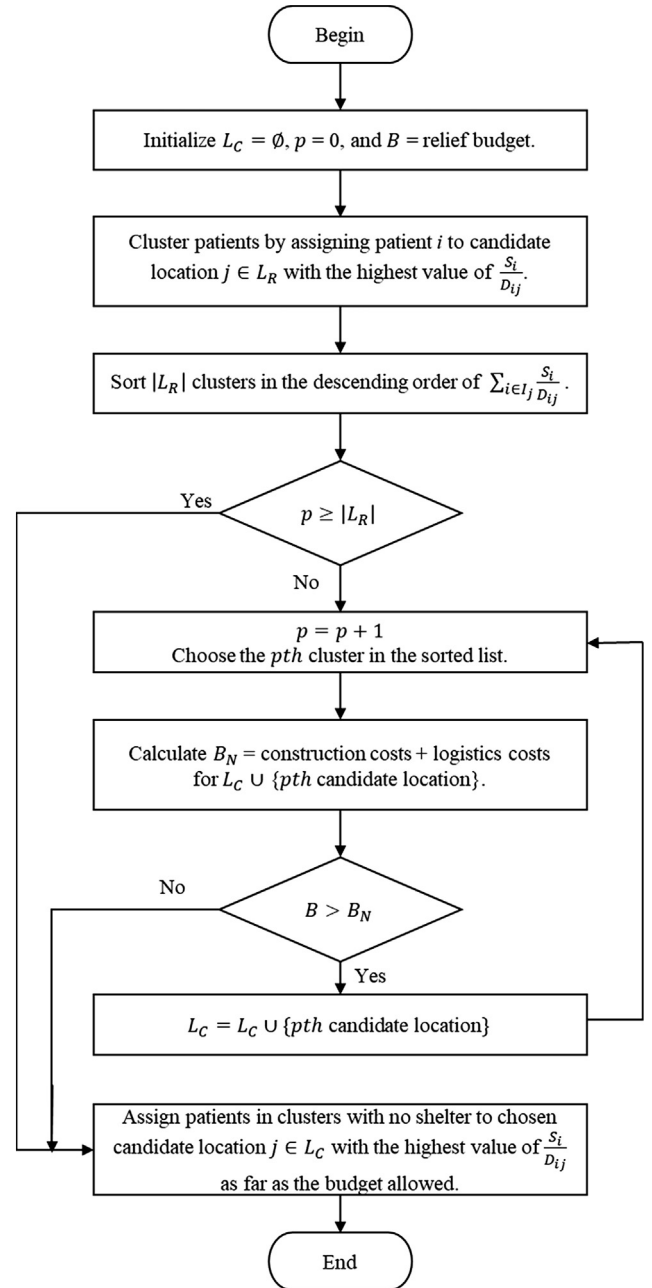 Begin
Initialize 𝐿_𝐶 = ∅, 𝑝 = 0, and 𝐵 = relief budget.
Cluster patients by assigning patient 𝑖 to candidate
location 𝑗 ∈ 𝐿_𝑅 with the highest value of 𝑆_𝑖/𝐷_𝑖𝑗.
Sort |𝐿_𝑅| clusters in the descending order of ∑_{𝑖∈𝐼_𝑗} 𝑆_𝑖/𝐷_𝑖𝑗.
Yes
𝑝 ≥ |𝐿_𝑅|
No
𝑝 = 𝑝 + 1
Choose the 𝑝𝑡ℎ cluster in the sorted list.
Calculate 𝐵_𝑁 = construction costs + logistics costs
for 𝐿_𝐶 ∪ {𝑝𝑡ℎ candidate location}.
No
𝐵 > 𝐵_𝑁
Yes
𝐿_𝐶 = 𝐿_𝐶 ∪ {𝑝𝑡ℎ candidate location}
Assign patients in clusters with no shelter to chosen
candidate location 𝑗 ∈ 𝐿_𝐶 with the highest value of 𝑆_𝑖/𝐷_𝑖𝑗
as far as the budget allowed.
End